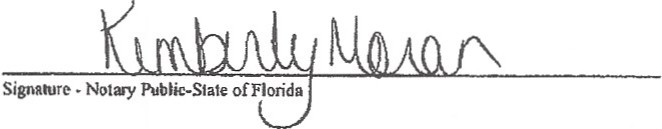 Kimberly Moran
Signature - Notary Public-State of Florida